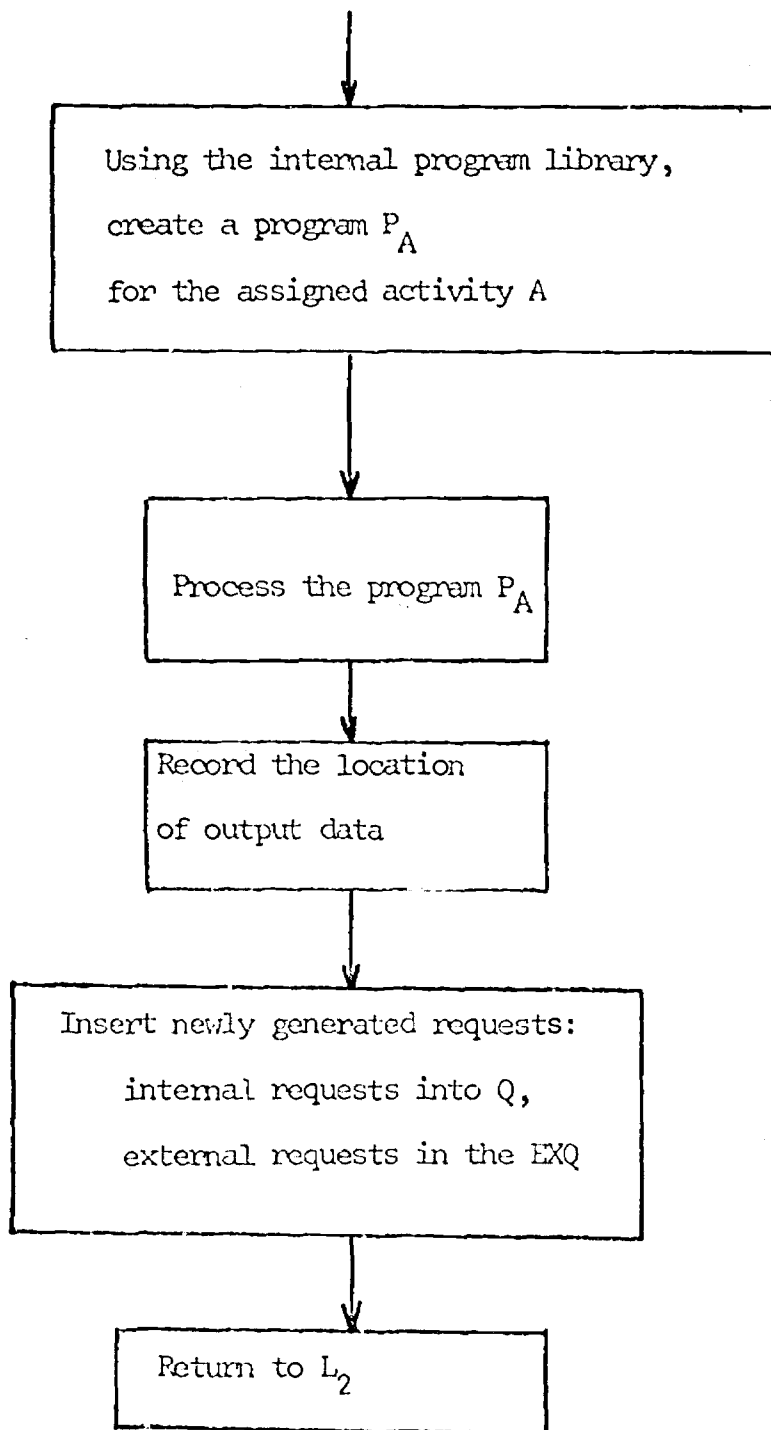 Using the internal program library,
create a program P_A
for the assigned activity A
Process the program P_A
Record the location
of output data
Insert newly generated requests:
internal requests into Q,
external requests in the EXQ
Return to L_2